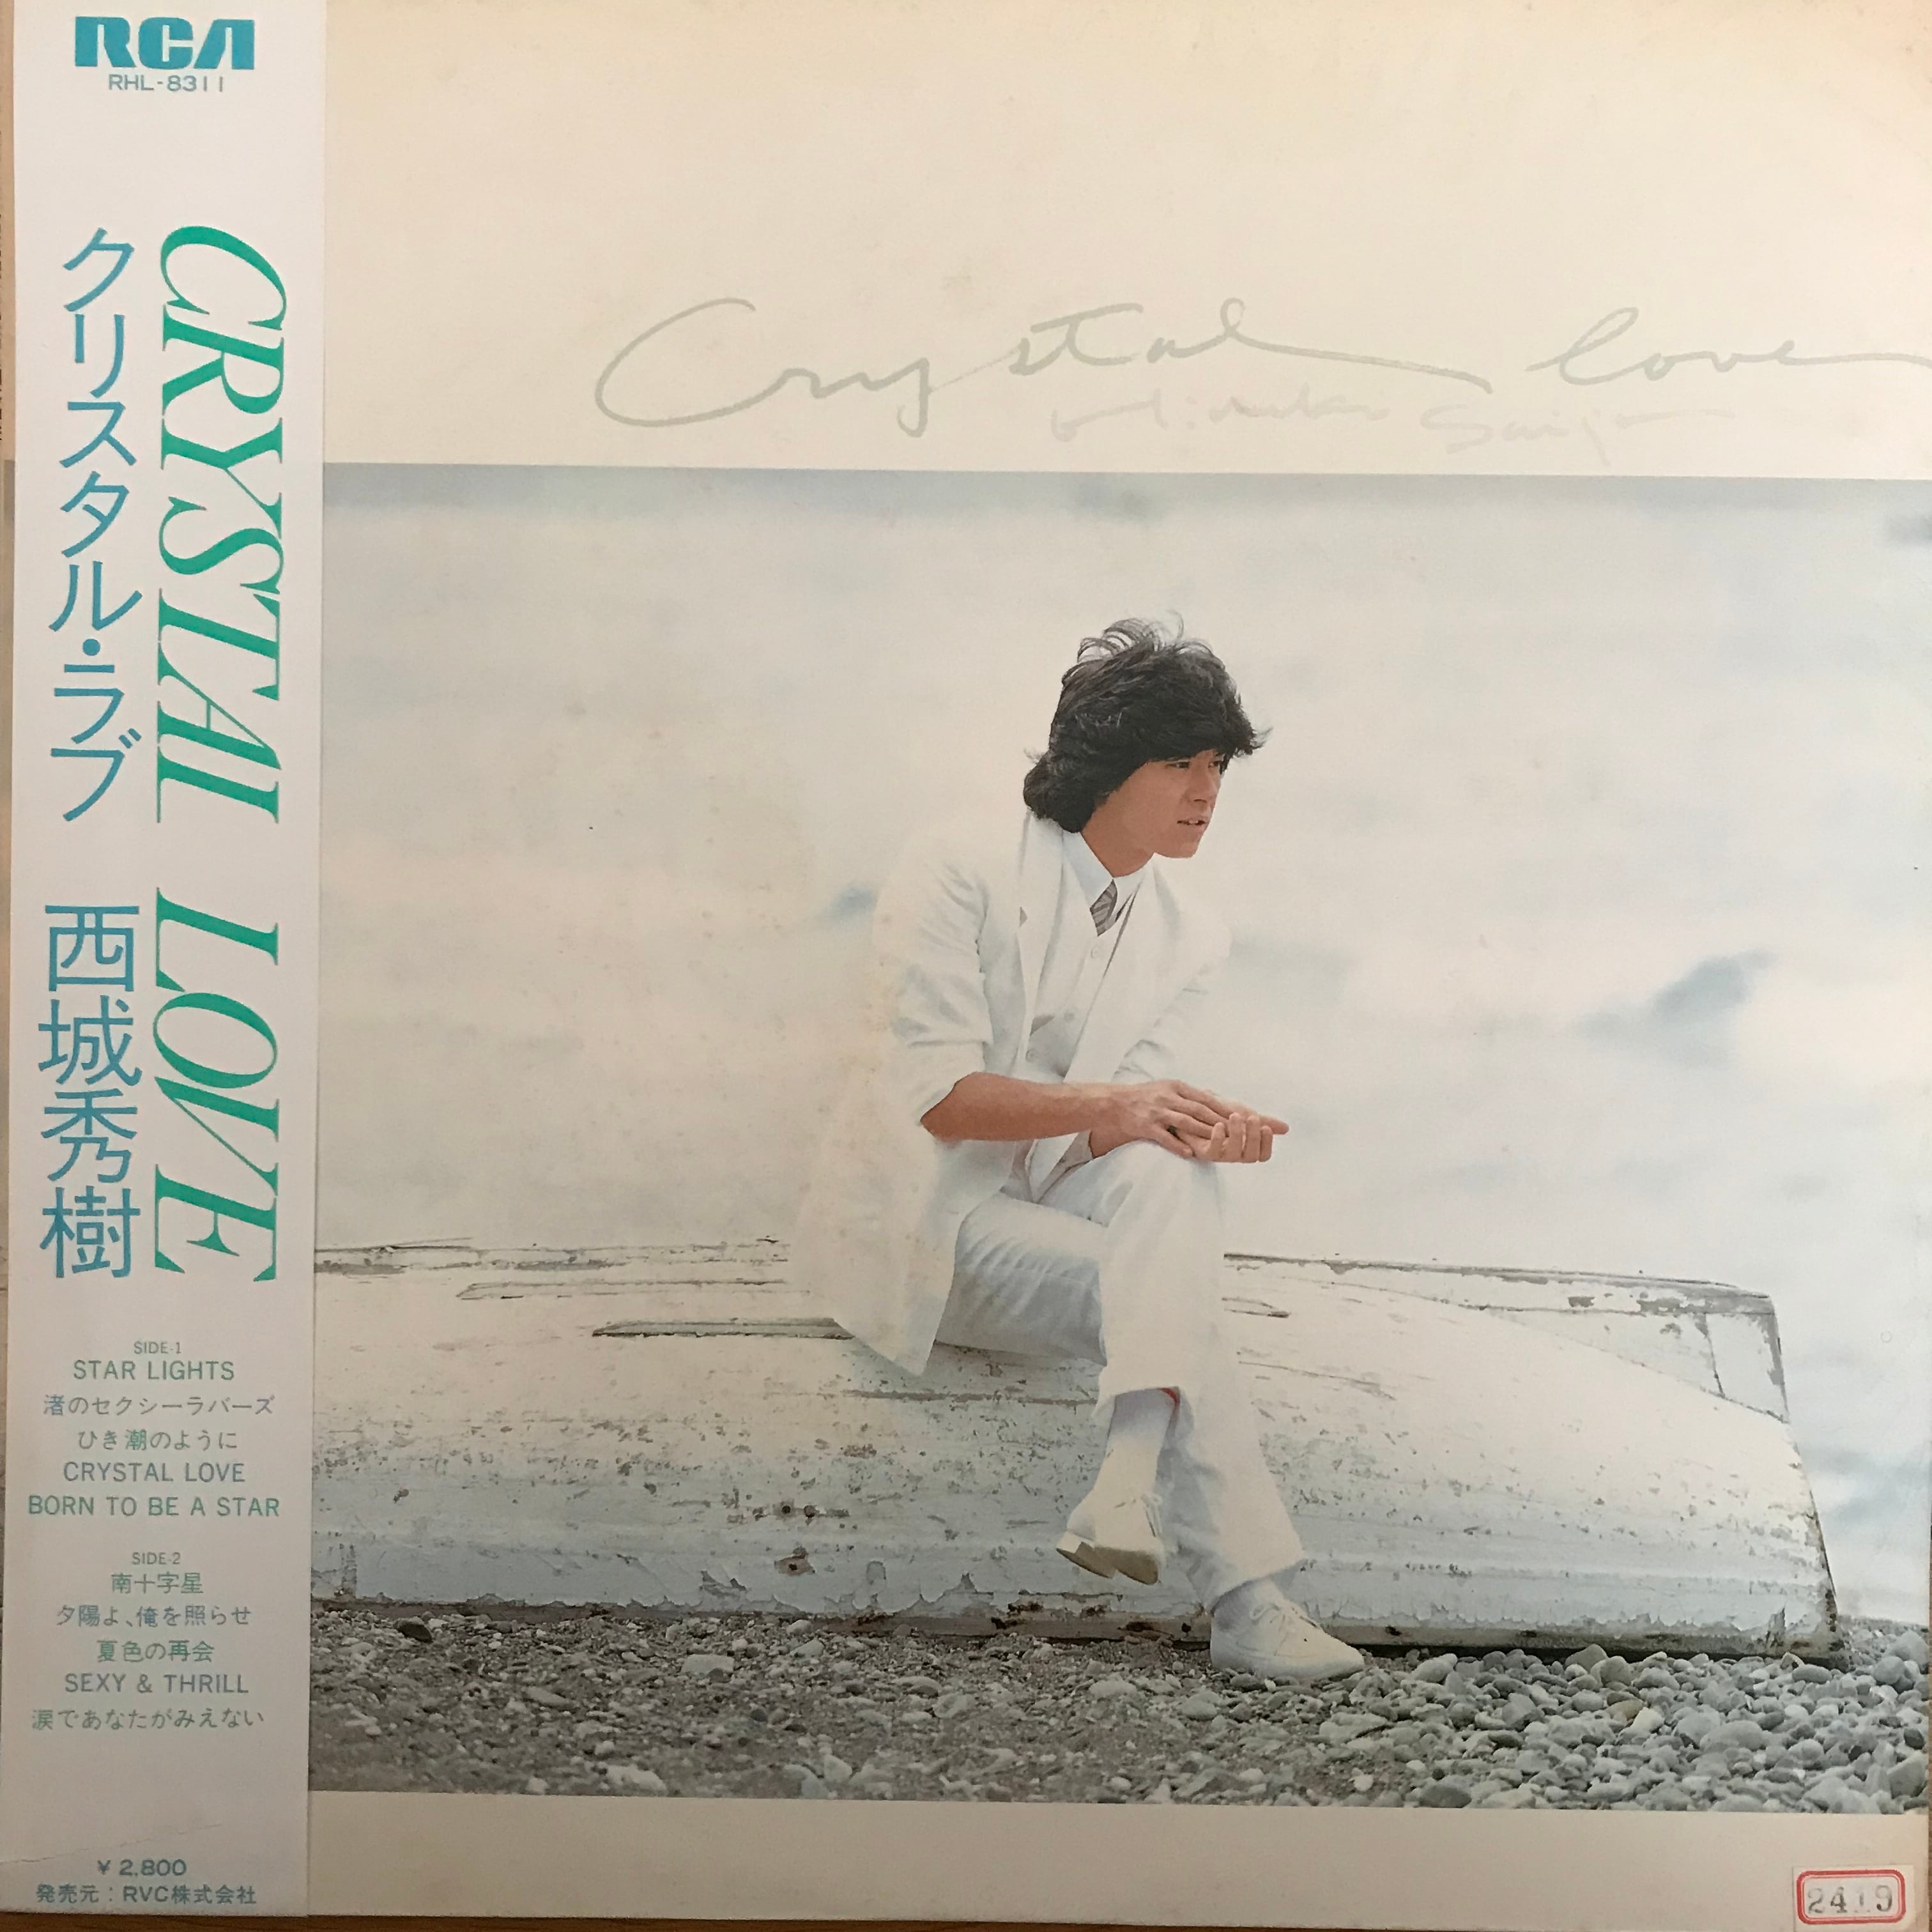 RCA
RHL-8311
CRYSTAL LOVE
クリスタル・ラブ
西城秀樹
SIDE-1
STAR LIGHTS
渚のセクシーラバーズ
ひき潮のように
CRYSTAL LOVE
BORN TO BE A STAR
SIDE-2
南十字星
夕陽よ、俺を照らせ
夏色の再会
SEXY & THRILL
涙であなたがみえない
¥2,800
発売元：RVC株式会社
Crystal love
Hideki Saijo